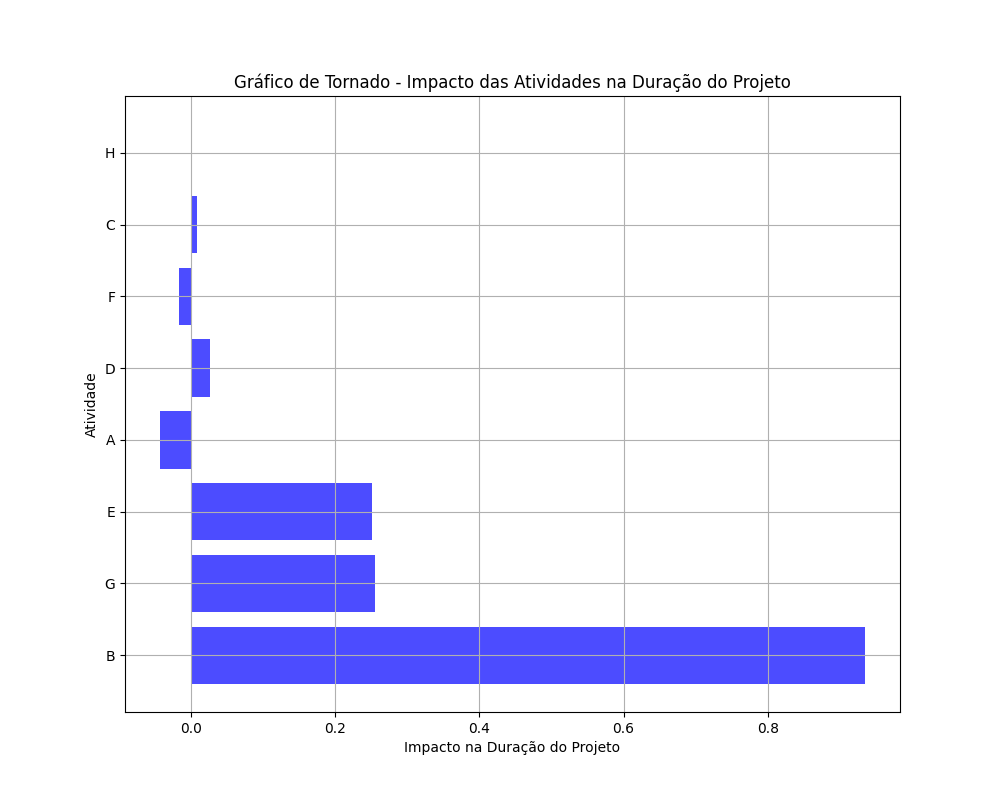 Gráfico de Tornado - Impacto das Atividades na Duração do Projeto
H
C
F
D
A
E
G
B
Atividade
0.0 0.2 0.4 0.6 0.8
Impacto na Duração do Projeto